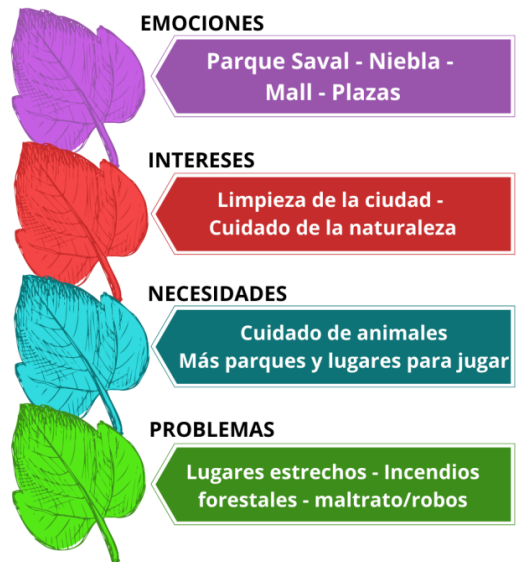 EMOCIONES
Parque Saval - Niebla -
Mall - Plazas
INTERESES
Limpieza de la ciudad -
Cuidado de la naturaleza
NECESIDADES
Cuidado de animales
Más parques y lugares para jugar
PROBLEMAS
Lugares estrechos - Incendios
forestales - maltrato/robos